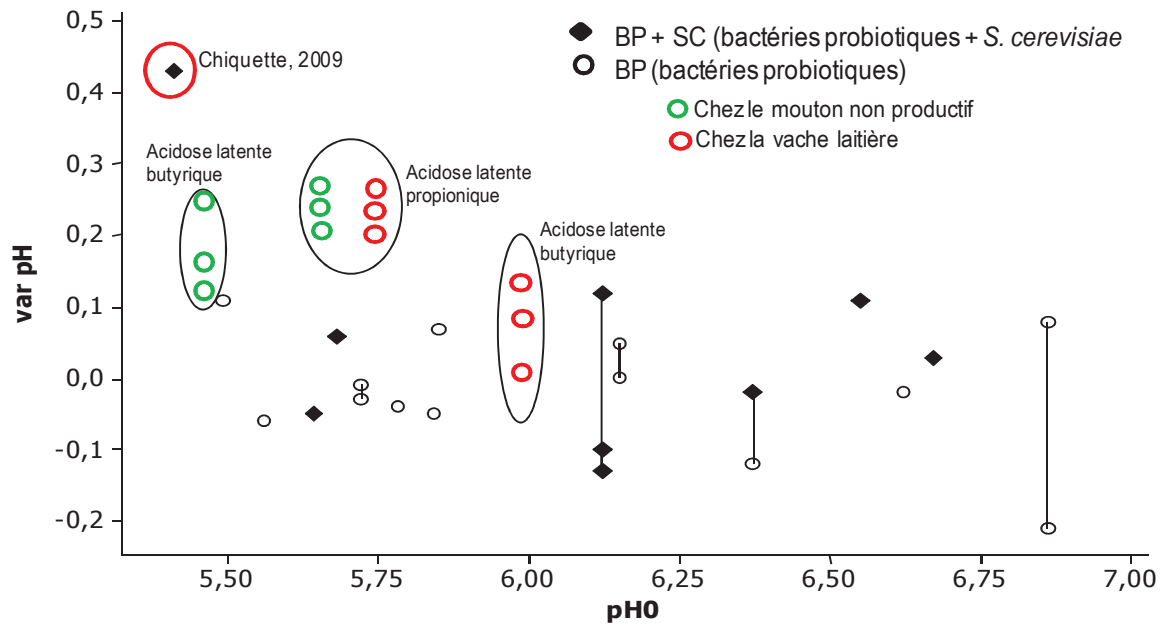 0,5
0,4
0,3
0,2
0,1
0,0
-0,1
-0,2
var pH
Chiquette, 2009
BP + SC (bactéries probiotiques + S. cerevisiae
BP (bactéries probiotiques)
Chez le mouton non productif
Chez la vache laitière
Acidose latente
butyrique
Acidose latente
propionique
Acidose latente
butyrique
5,50
5,75
6,00
6,25
6,50
6,75
7,00
pH0